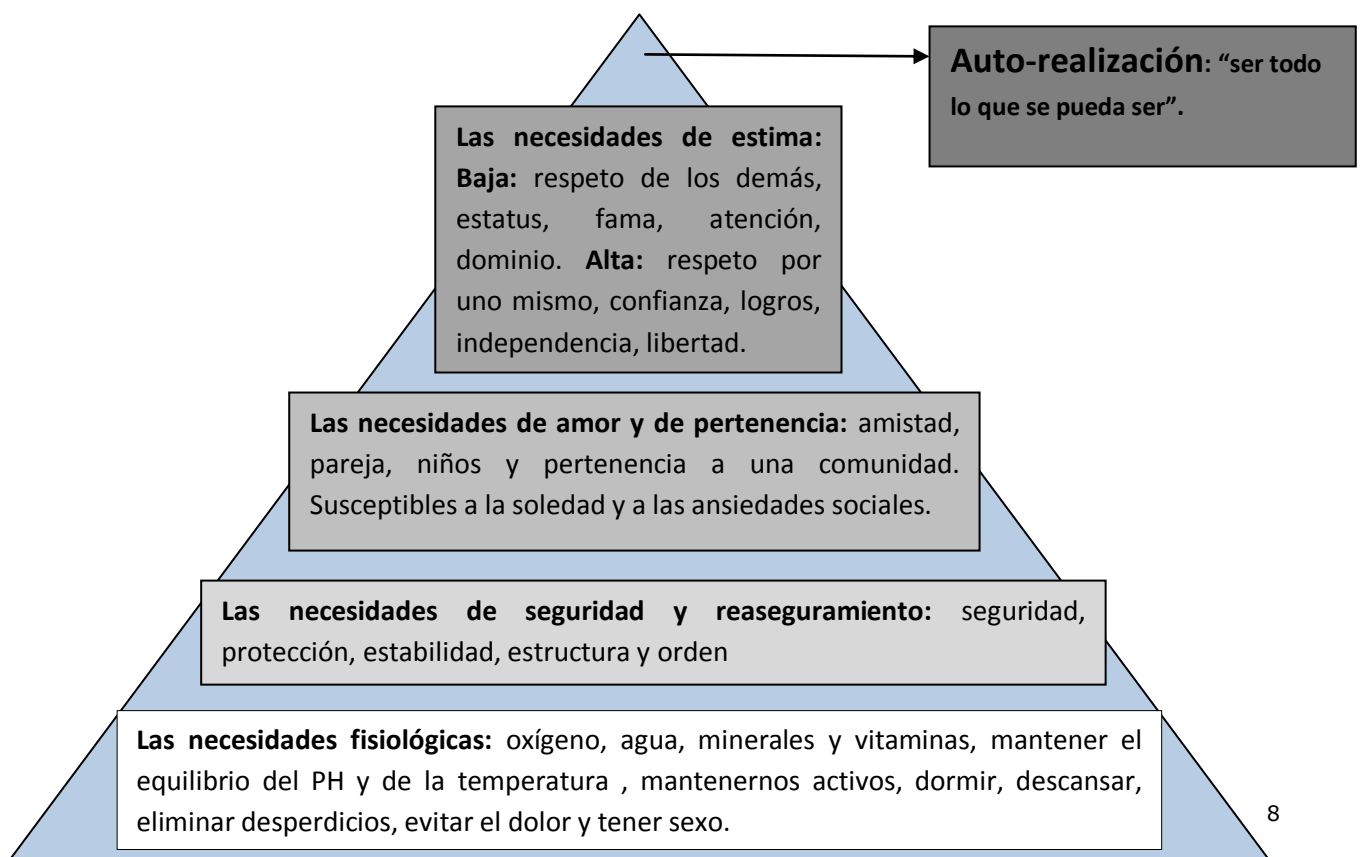 Auto-realización: “ser todo
lo que se pueda ser”.
Las necesidades de estima:
Baja: respeto de los demás,
estatus, fama, atención,
dominio. Alta: respeto por
uno mismo, confianza, logros,
independencia, libertad.
Las necesidades de amor y de pertenencia: amistad,
pareja, niños y pertenencia a una comunidad.
Susceptibles a la soledad y a las ansiedades sociales.
Las necesidades de seguridad y reaseguramiento: seguridad,
protección, estabilidad, estructura y orden
Las necesidades fisiológicas: oxígeno, agua, minerales y vitaminas, mantener el
equilibrio del PH y de la temperatura , mantenernos activos, dormir, descansar,
eliminar desperdicios, evitar el dolor y tener sexo.
8